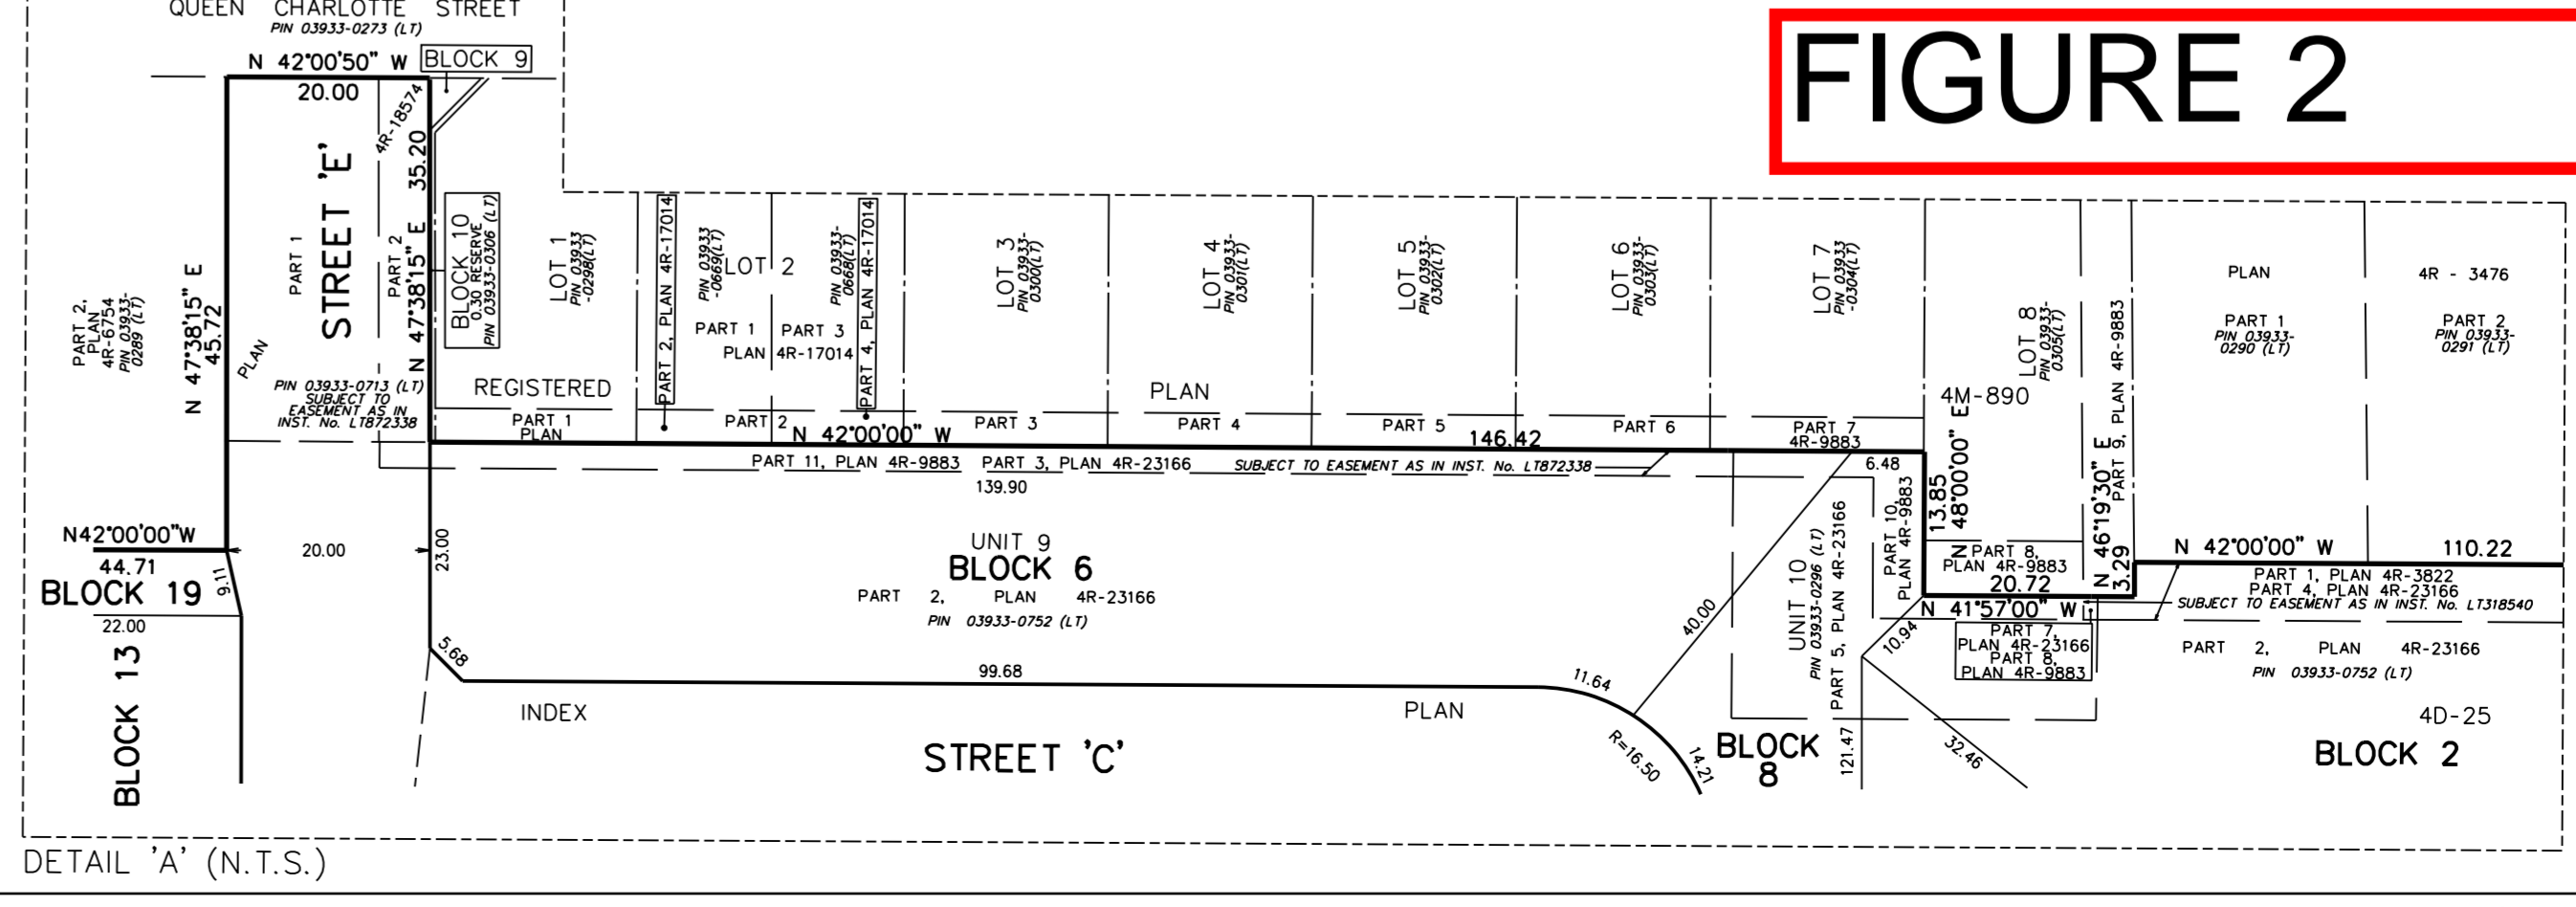 QUEEN CHARLOTTE STREET
PIN 03933-0273 (LT)
N 42°00'50" W
BLOCK 9
20.00
FIGURE 2
4R-18574
35.20
N 47°38'15" E
STREET 'E'
PART 1
PART 2
N 47°38'15" E
45.72
PLAN
PART 2,
PLAN
4R-6754
PIN 03933-
0289 (LT)
PIN 03933-0713 (LT)
SUBJECT TO
EASEMENT AS IN
INST. No. LT872338
BLOCK 10
0.30 RESERVE
PIN 03933-0306 (LT)
LOT 1
PIN 03933
-0298(LT)
PART 2, PLAN 4R-17014
PIN 03933
-0669(LT)
LOT 2
PIN 03933-
0668(LT)
PART 4, PLAN 4R-17014
PART 1
PART 3
PLAN 4R-17014
LOT 3
PIN 03933-
0300(LT)
LOT 4
PIN 03933-
0301(LT)
LOT 5
PIN 03933-
0302(LT)
LOT 6
PIN 03933-
0303(LT)
LOT 7
PIN 03933
-0304(LT)
LOT 8
PIN 03933-
0305(LT)
PART 9, PLAN 4R-9883
PLAN 4R - 3476
PART 1
PIN 03933-
0290 (LT)
PART 2
PIN 03933-
0291 (LT)
REGISTERED PLAN 4M-890
PART 1
PLAN
PART 2
PART 3
PART 4
PART 5
PART 6
PART 7
4R-9883
N 42°00'00" W
146.42
PART 11, PLAN 4R-9883 PART 3, PLAN 4R-23166
SUBJECT TO EASEMENT AS IN INST. No. LT872338
6.48
139.90
13.85
N 48°00'00" E
PART 10,
PLAN 4R-9883
PART 8,
PLAN 4R-9883
20.72
N 41°57'00" W
N 46°19'30" E
3.29
N 42°00'00" W
110.22
PART 1, PLAN 4R-3822
PART 4, PLAN 4R-23166
SUBJECT TO EASEMENT AS IN INST. No. LT318540
N42°00'00"W
44.71
BLOCK 19
9.11
22.00
BLOCK 13
20.00
23.00
UNIT 9
BLOCK 6
PART 2, PLAN 4R-23166
PIN 03933-0752 (LT)
5.68
99.68
11.64
40.00
R=16.50
14.21
UNIT 10
PIN 03933-0296 (LT)
PART 5, PLAN 4R-23166
10.94
PART 7,
PLAN 4R-23166
PART 8,
PLAN 4R-9883
PART 2, PLAN 4R-23166
PIN 03933-0752 (LT)
INDEX PLAN 4D-25
STREET 'C'
BLOCK
8
121.47
32.46
BLOCK 2
DETAIL 'A' (N.T.S.)